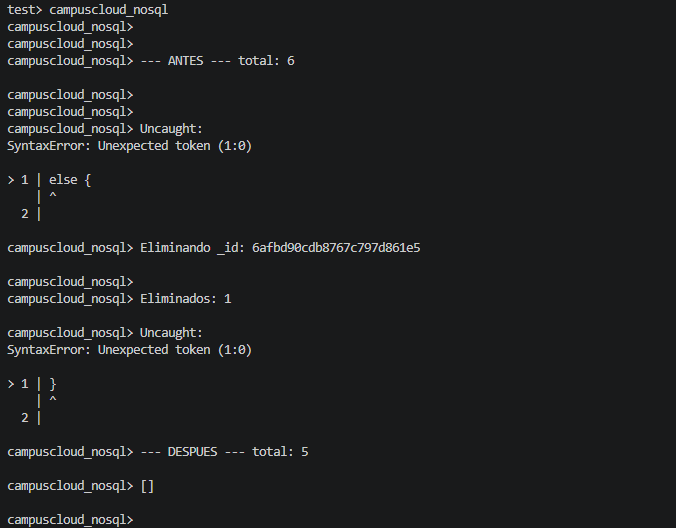 test> campuscloud_nosql
campuscloud_nosql>
campuscloud_nosql>
campuscloud_nosql> --- ANTES --- total: 6
campuscloud_nosql>
campuscloud_nosql>
campuscloud_nosql> Uncaught:
SyntaxError: Unexpected token (1:0)
> 1 | else {
    | ^
  2 |
campuscloud_nosql> Eliminando _id: 6afbd90cdb8767c797d861e5
campuscloud_nosql>
campuscloud_nosql> Eliminados: 1
campuscloud_nosql> Uncaught:
SyntaxError: Unexpected token (1:0)
> 1 | }
    | ^
  2 |
campuscloud_nosql> --- DESPUES --- total: 5
campuscloud_nosql> []
campuscloud_nosql>